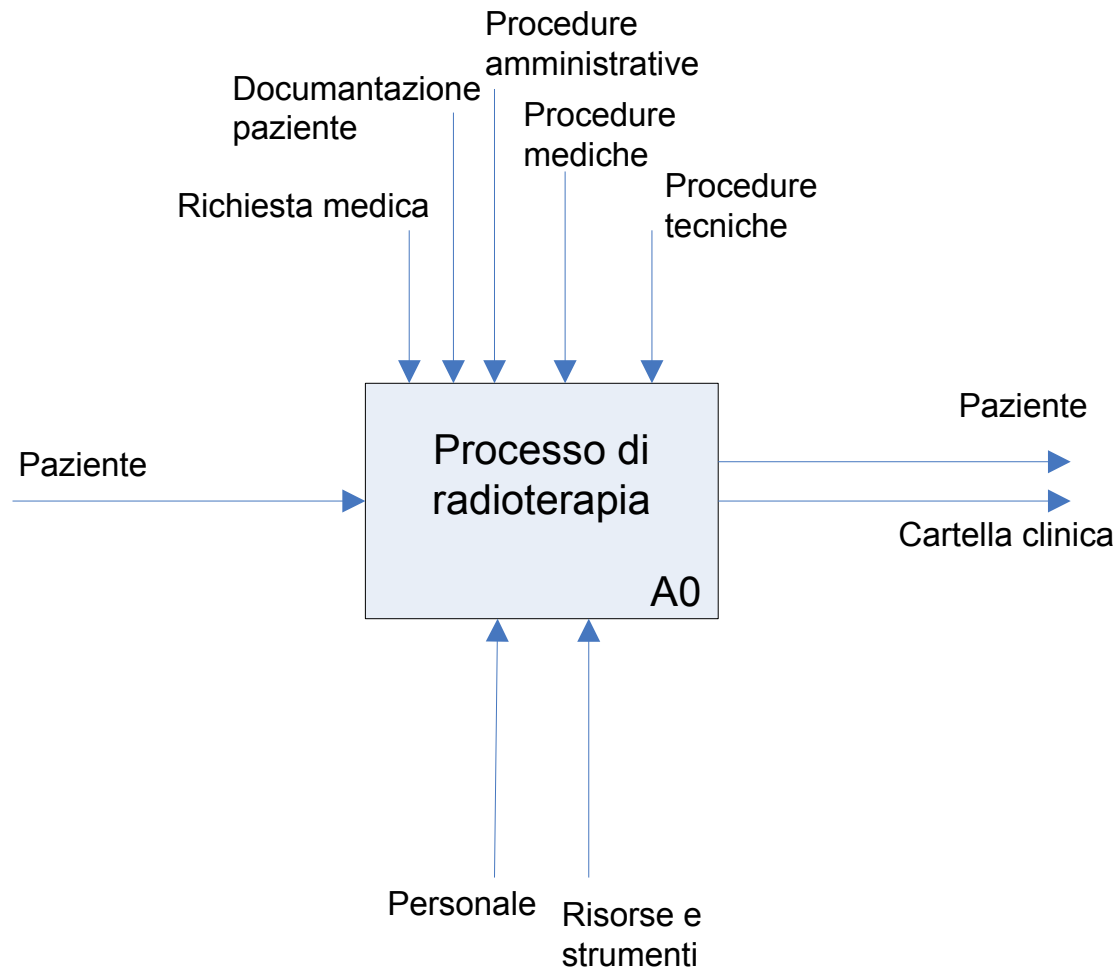 Procedure
amministrative
Documantazione
paziente
Procedure
mediche
Procedure
tecniche
Richiesta medica
Paziente
Processo di
radioterapia
A0
Paziente
Cartella clinica
Personale
Risorse e
strumenti